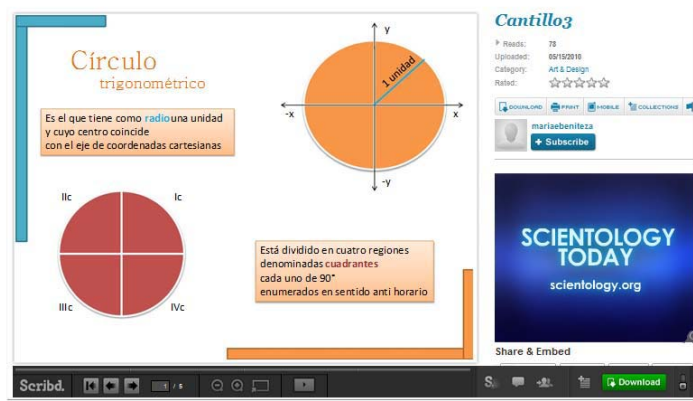 Círculo
trigonométrico
Es el que tiene como radio una unidad
y cuyo centro coincide
con el eje de coordenadas cartesianas
y
1 unidad
-x
x
-y
IIc
Ic
IIIc
IVc
Está dividido en cuatro regiones
denominadas cuadrantes
cada uno de 90°
enumerados en sentido anti horario
Cantillo3
Reads: 78
Uploaded: 05/15/2010
Category: Art & Design
Rated:
DOWNLOAD PRINT MOBILE COLLECTIONS
mariaebeniteza
+ Subscribe
SCIENTOLOGY
TODAY
scientology.org
Share & Embed
Scribd.
1 / 5
S
Download